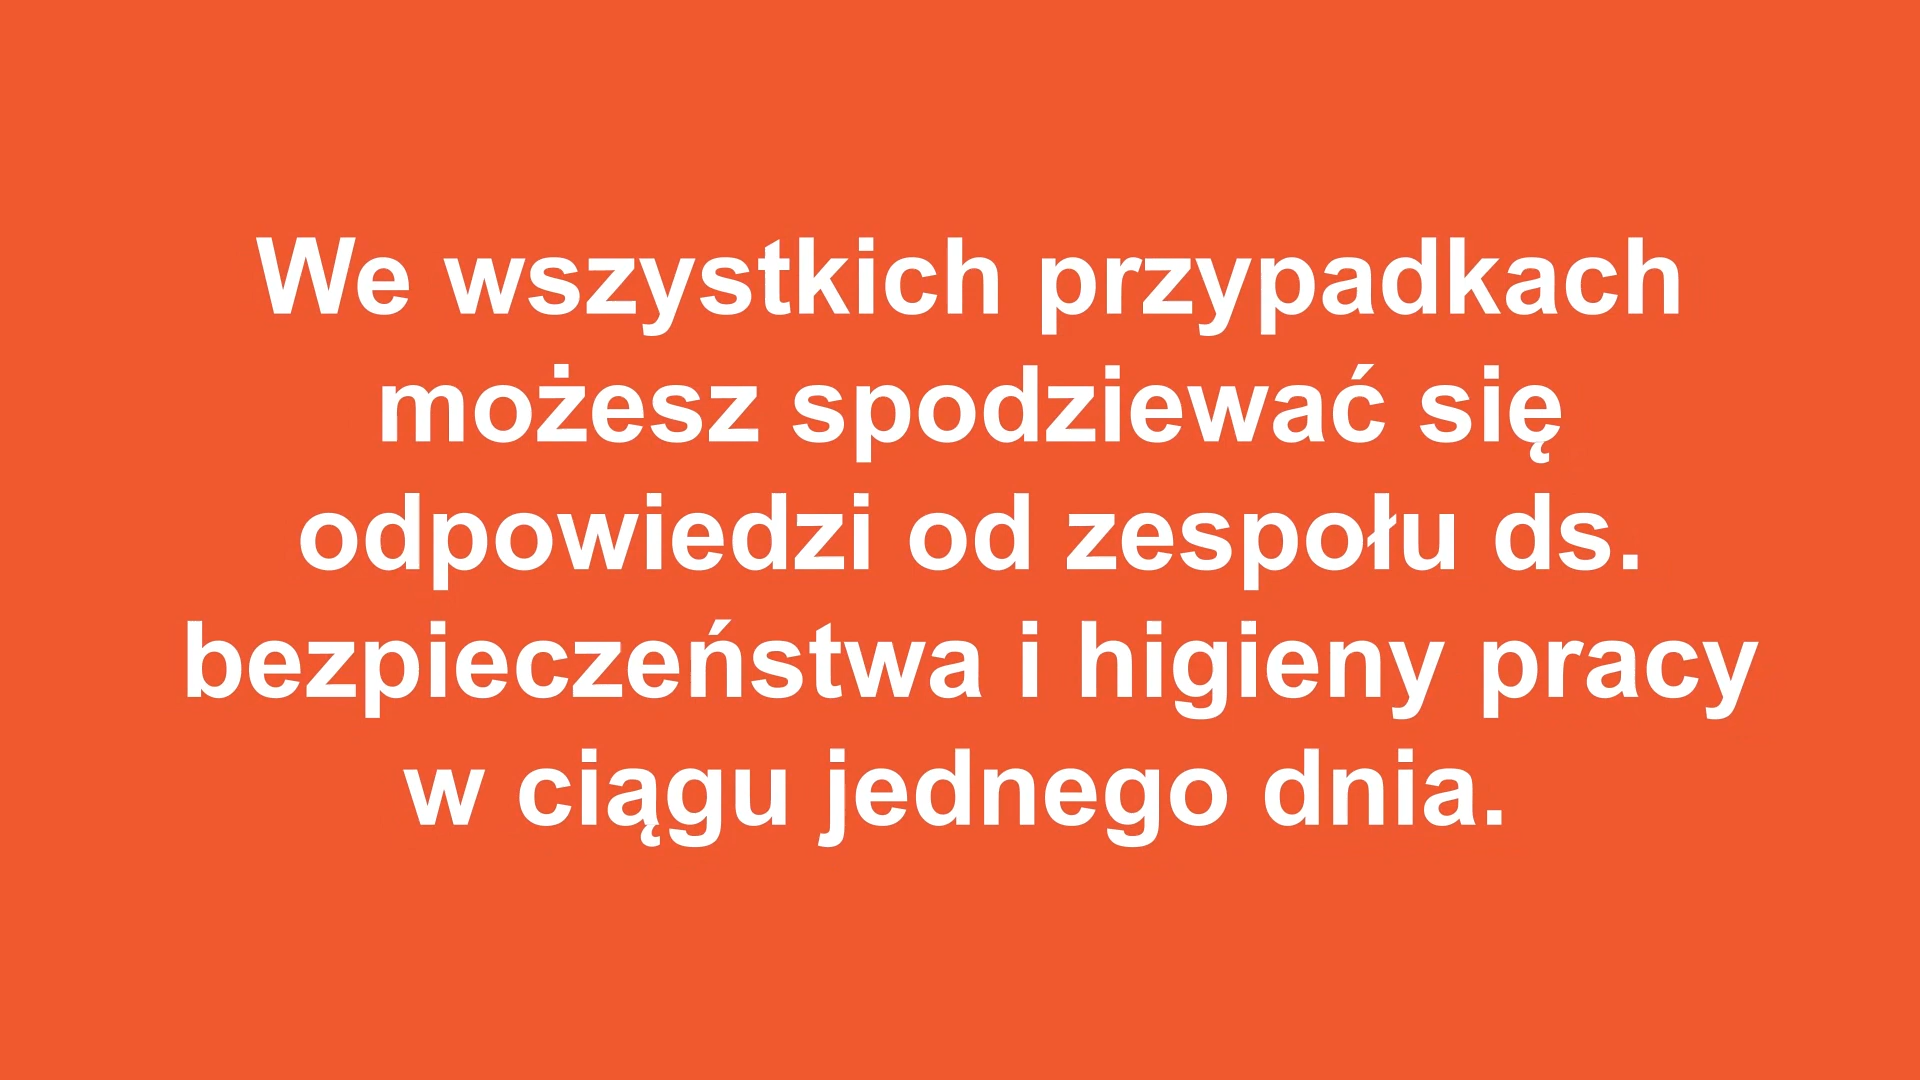 We wszystkich przypadkach
możesz spodziewać się
odpowiedzi od zespołu ds.
bezpieczeństwa i higieny pracy
w ciągu jednego dnia.